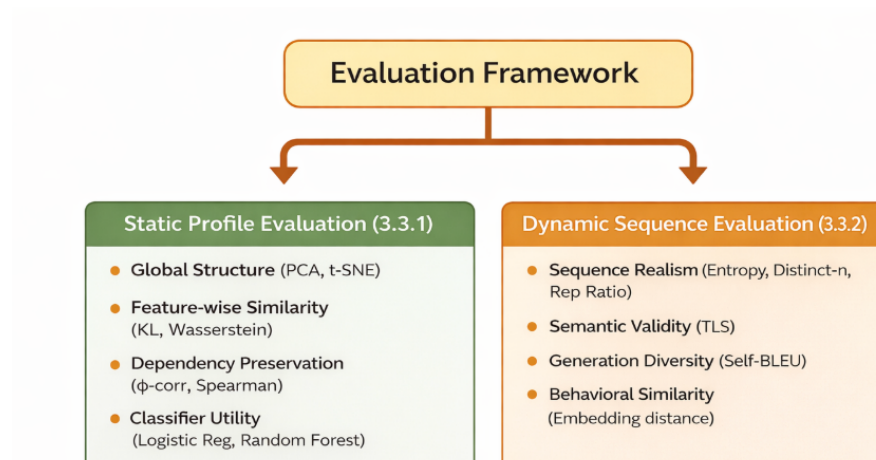 Evaluation Framework
Static Profile Evaluation (3.3.1)
● Global Structure (PCA, t-SNE)
● Feature-wise Similarity
(KL, Wasserstein)
● Dependency Preservation
(ϕ-corr, Spearman)
● Classifier Utility
(Logistic Reg, Random Forest)
Dynamic Sequence Evaluation (3.3.2)
● Sequence Realism (Entropy, Distinct-n,
Rep Ratio)
● Semantic Validity (TLS)
● Generation Diversity (Self-BLEU)
● Behavioral Similarity
(Embedding distance)